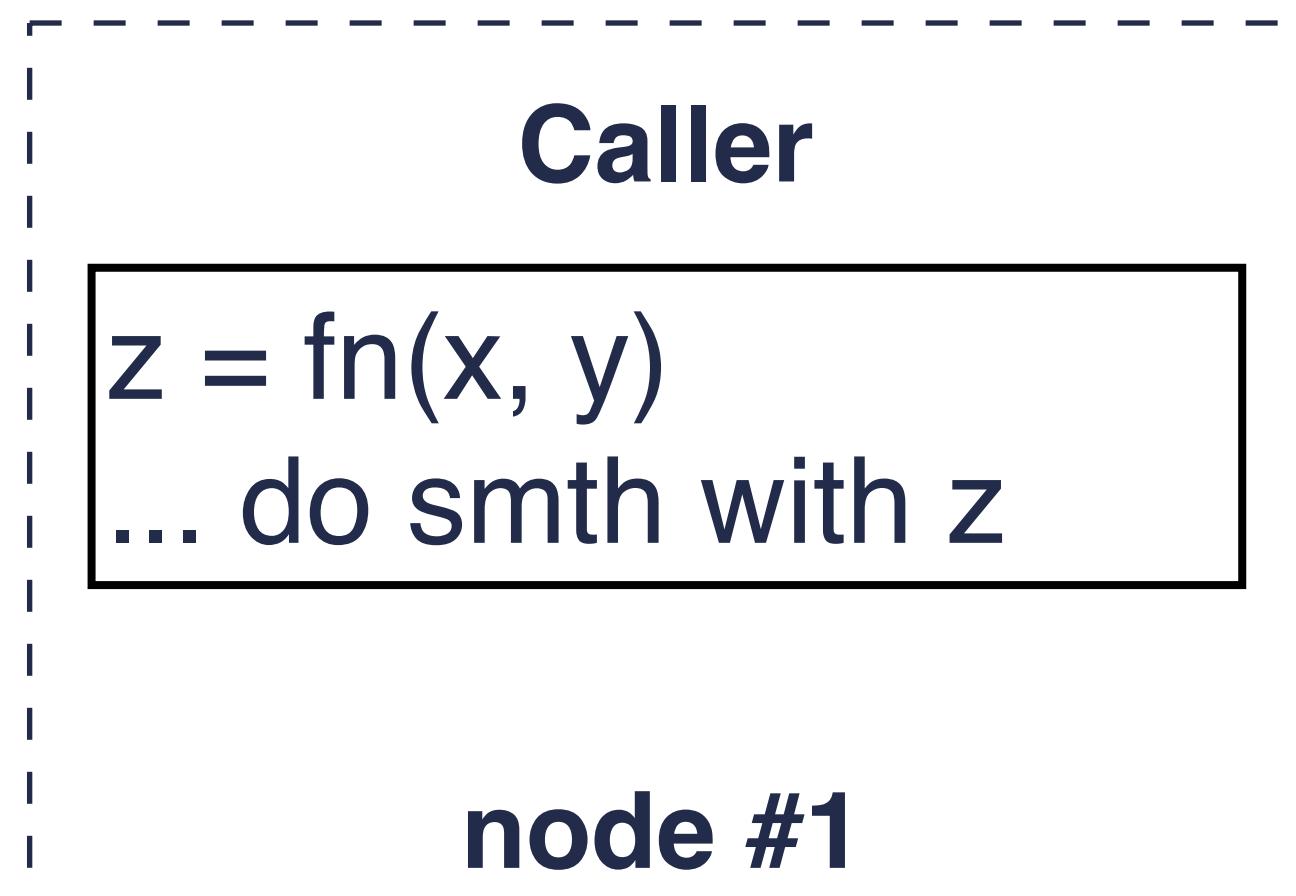 Caller
z = fn(x, y)
... do smth with z
node #1